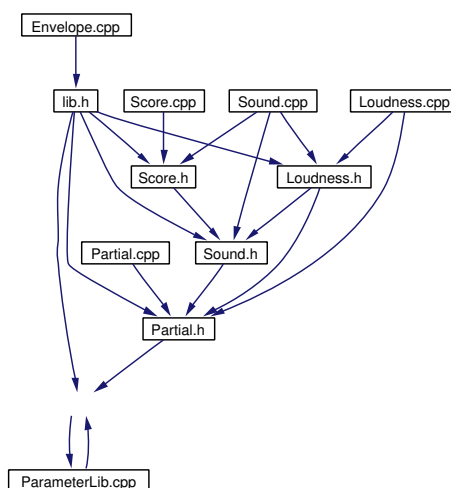 Envelope.cpp
lib.h
Score.cpp
Sound.cpp
Loudness.cpp
Score.h
Loudness.h
Partial.cpp
Sound.h
Partial.h
ParameterLib.cpp